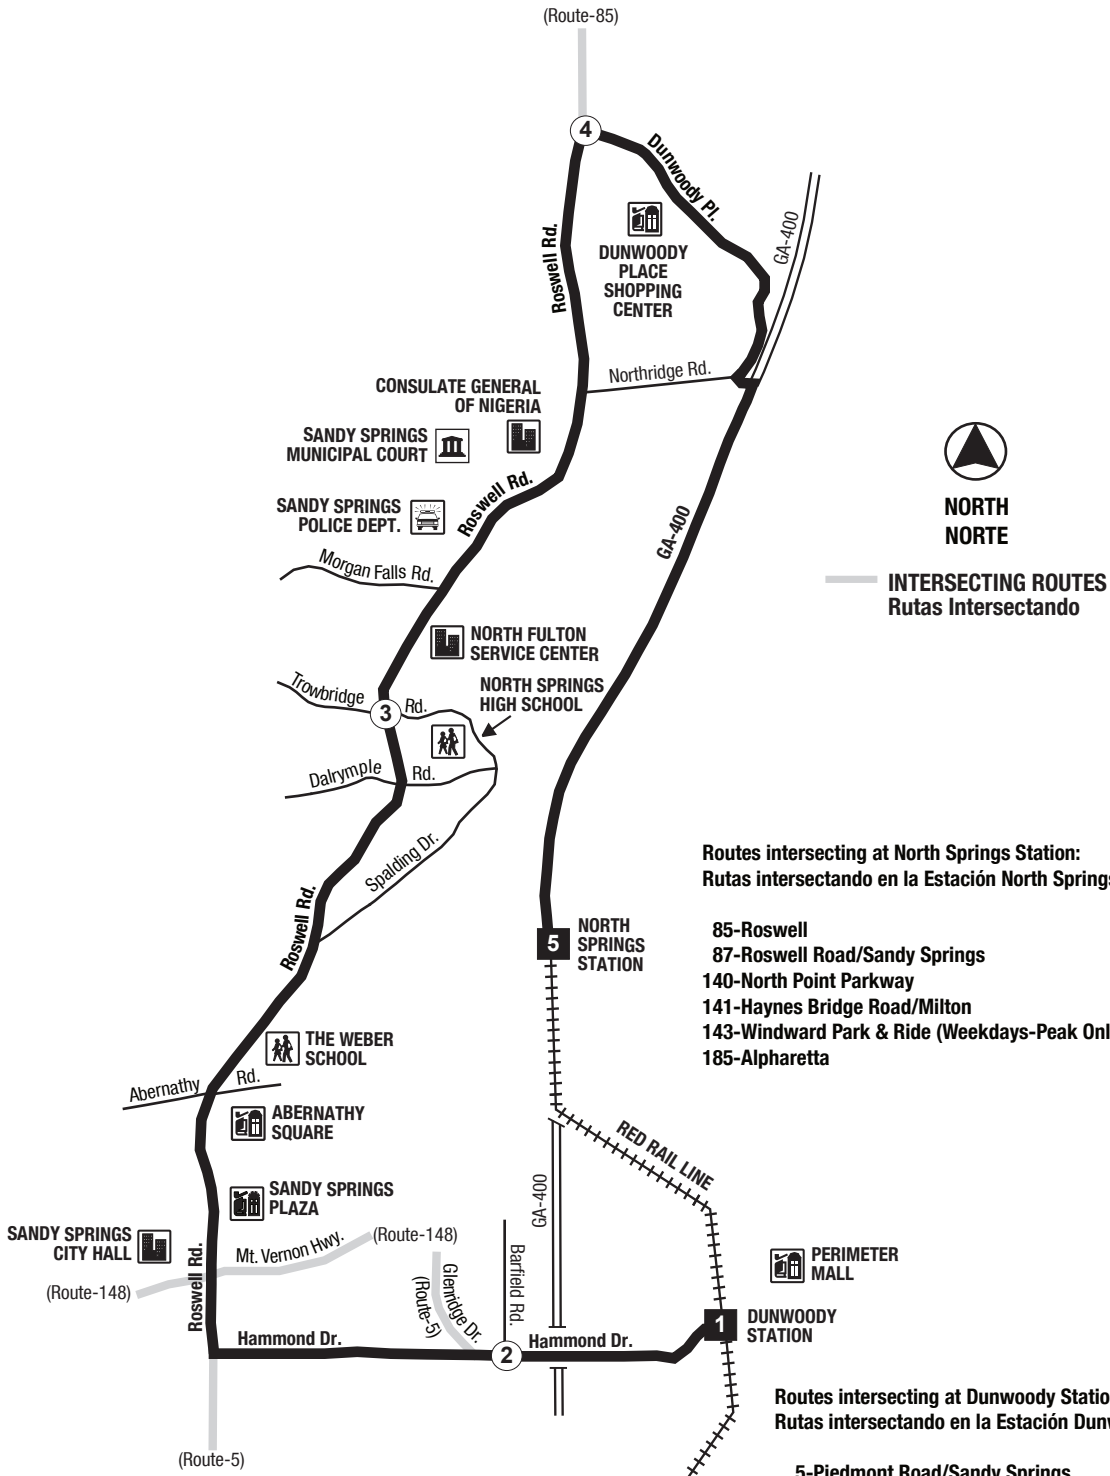 (Route-85)
4
Dunwoody Pl.
GA-400
Roswell Rd.
DUNWOODY
PLACE
SHOPPING
CENTER
Northridge Rd.
CONSULATE GENERAL
OF NIGERIA
SANDY SPRINGS
MUNICIPAL COURT
Roswell Rd.
SANDY SPRINGS
POLICE DEPT.
GA-400
NORTH
NORTE
INTERSECTING ROUTES
Rutas Intersectando
Morgan Falls Rd.
NORTH FULTON
SERVICE CENTER
NORTH SPRINGS
HIGH SCHOOL
Trowbridge Rd.
3
Dalrymple Rd.
Spalding Dr.
Roswell Rd.
Routes intersecting at North Springs Station:
Rutas intersectando en la Estación North Springs
85-Roswell
87-Roswell Road/Sandy Springs
140-North Point Parkway
141-Haynes Bridge Road/Milton
143-Windward Park & Ride (Weekdays-Peak Onl
185-Alpharetta
5
NORTH
SPRINGS
STATION
THE WEBER
SCHOOL
Abernathy Rd.
ABERNATHY
SQUARE
RED RAIL LINE
SANDY SPRINGS
PLAZA
GA-400
SANDY SPRINGS
CITY HALL
Mt. Vernon Hwy.
(Route-148)
(Route-148)
Roswell Rd.
Glenridge Dr.
(Route-5)
Barfield Rd.
PERIMETER
MALL
1
DUNWOODY
STATION
Hammond Dr.
2
Hammond Dr.
(Route-5)
Routes intersecting at Dunwoody Statio
Rutas intersectando en la Estación Dunw
5-Piedmont Road/Sandy Springs